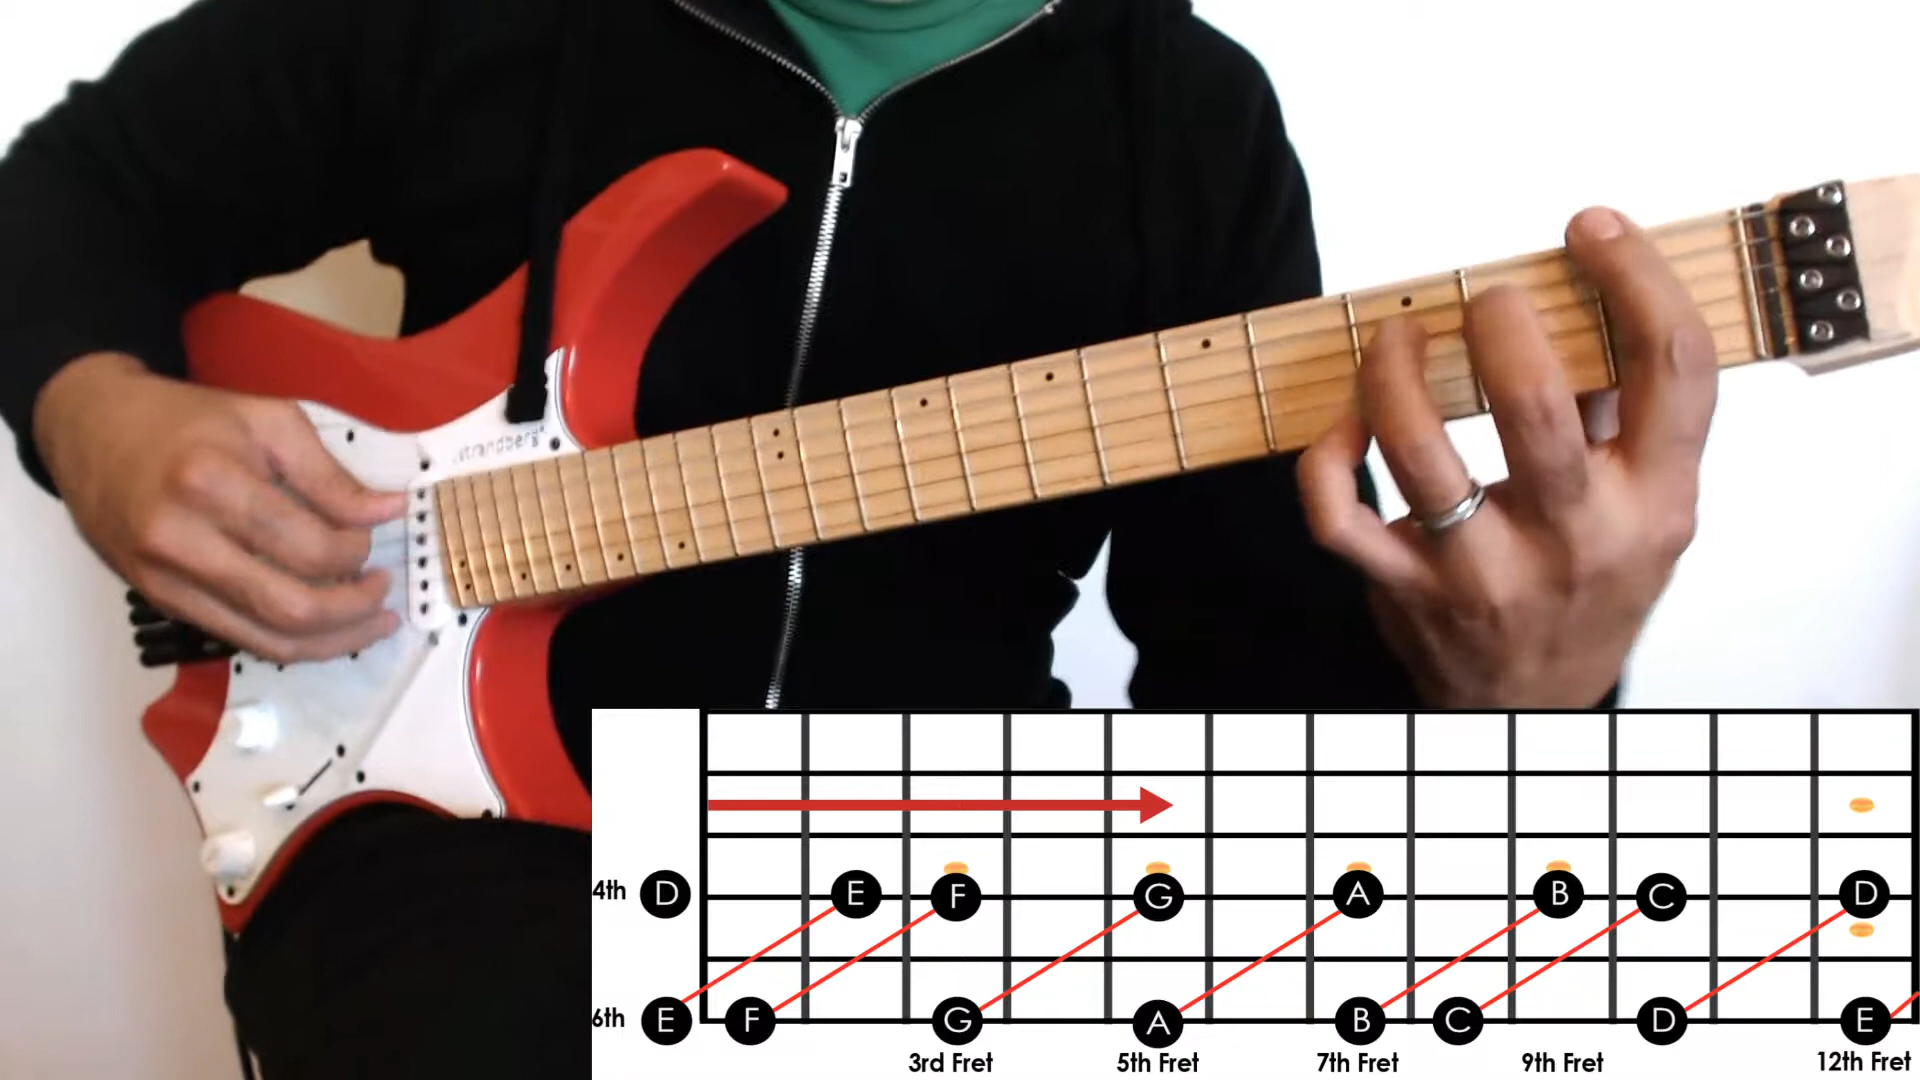 strandberg
4th D E F G A B C D
6th E F G A B C D E
3rd Fret 5th Fret 7th Fret 9th Fret 12th Fret